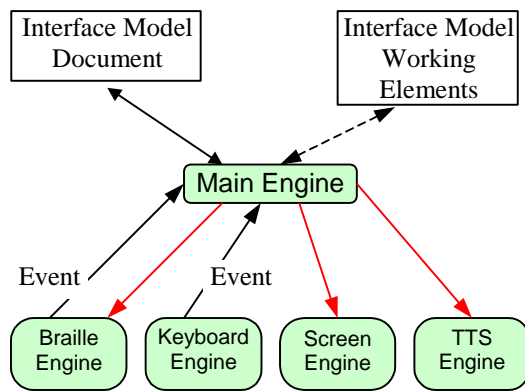 Interface Model
Document
Interface Model
Working
Elements
Main Engine
Event
Event
Braille
Engine
Keyboard
Engine
Screen
Engine
TTS
Engine